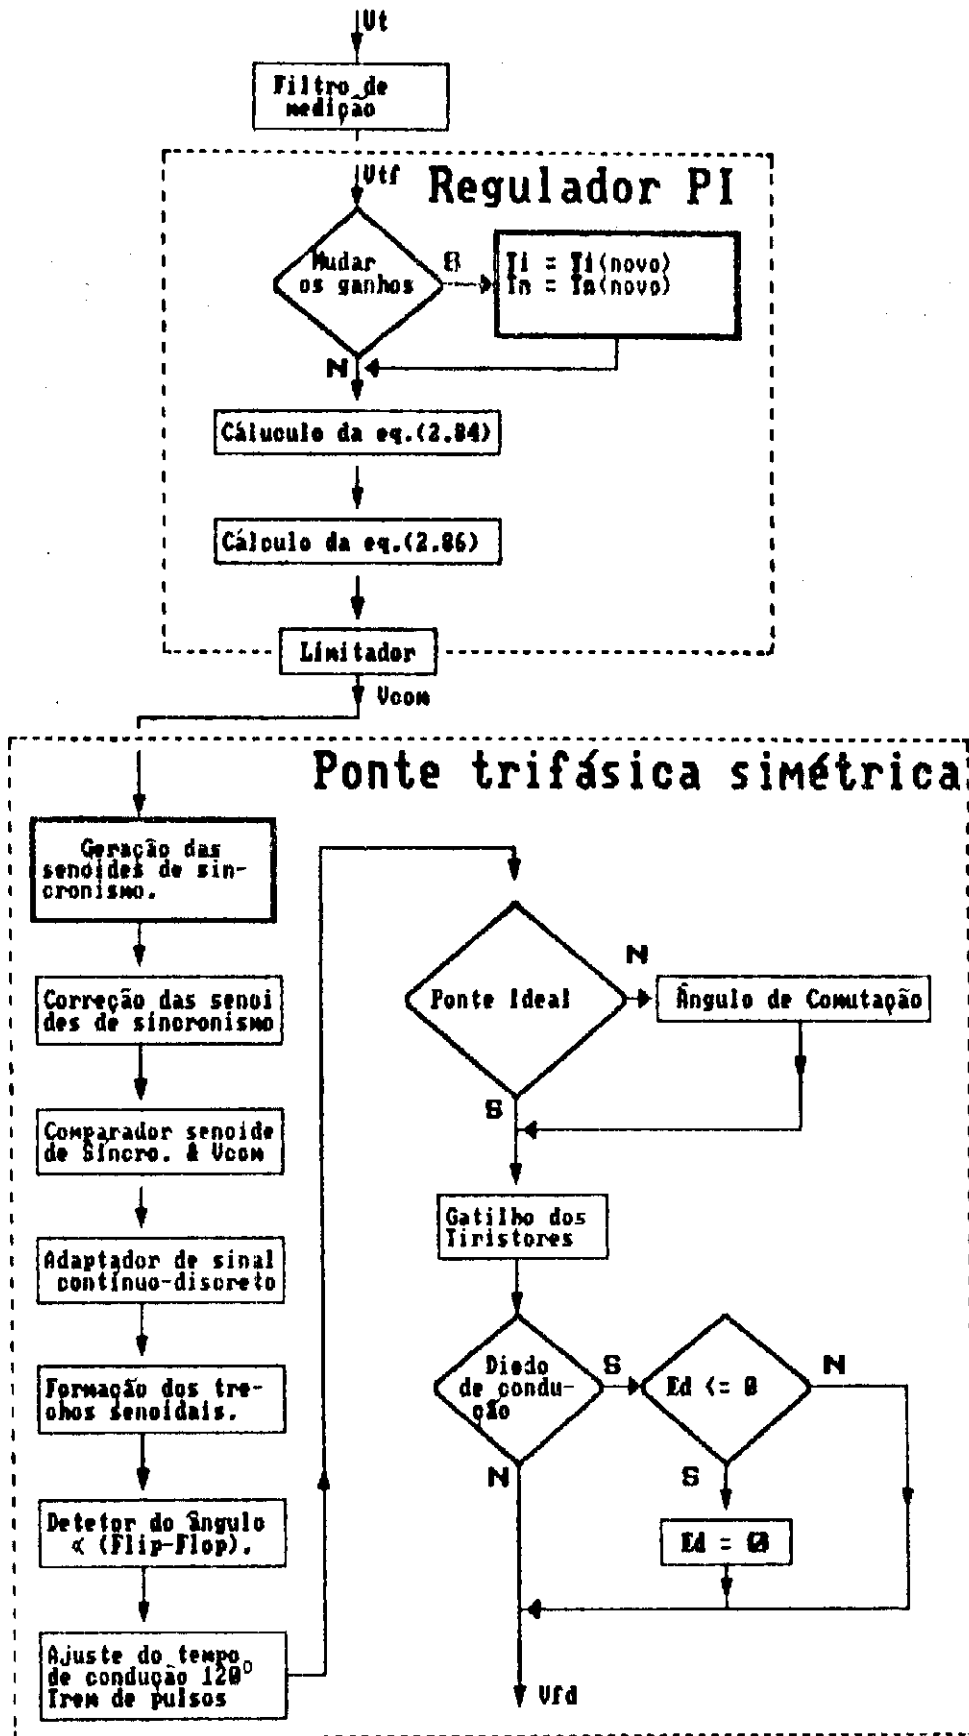 Vt
Filtro de
medição
Vtf
Regulador PI
Mudar
os ganhos
S
Ti = Ti(novo)
Tn = Tn(novo)
N
Cáluculo da eq.(2.84)
Cálculo da eq.(2.86)
Limitador
Vcom
Ponte trifásica simétrica
Geração das
senoides de sin-
cronismo.
Correção das senoi
des de sincronismo
Comparador senoide
de Síncro. & Vcom
Adaptador de sinal
contínuo-discreto
Formação dos tre-
chos senoidais.
Detetor do ângulo
∝ (Flip-Flop).
Ajuste do tempo
de condução 120°
Trem de pulsos
Ponte Ideal
N
Ângulo de Comutação
S
Gatilho dos
Tiristores
Diodo
de condu-
ção
S
Ed <= 0
N
N
S
Ed = 0
Vfd